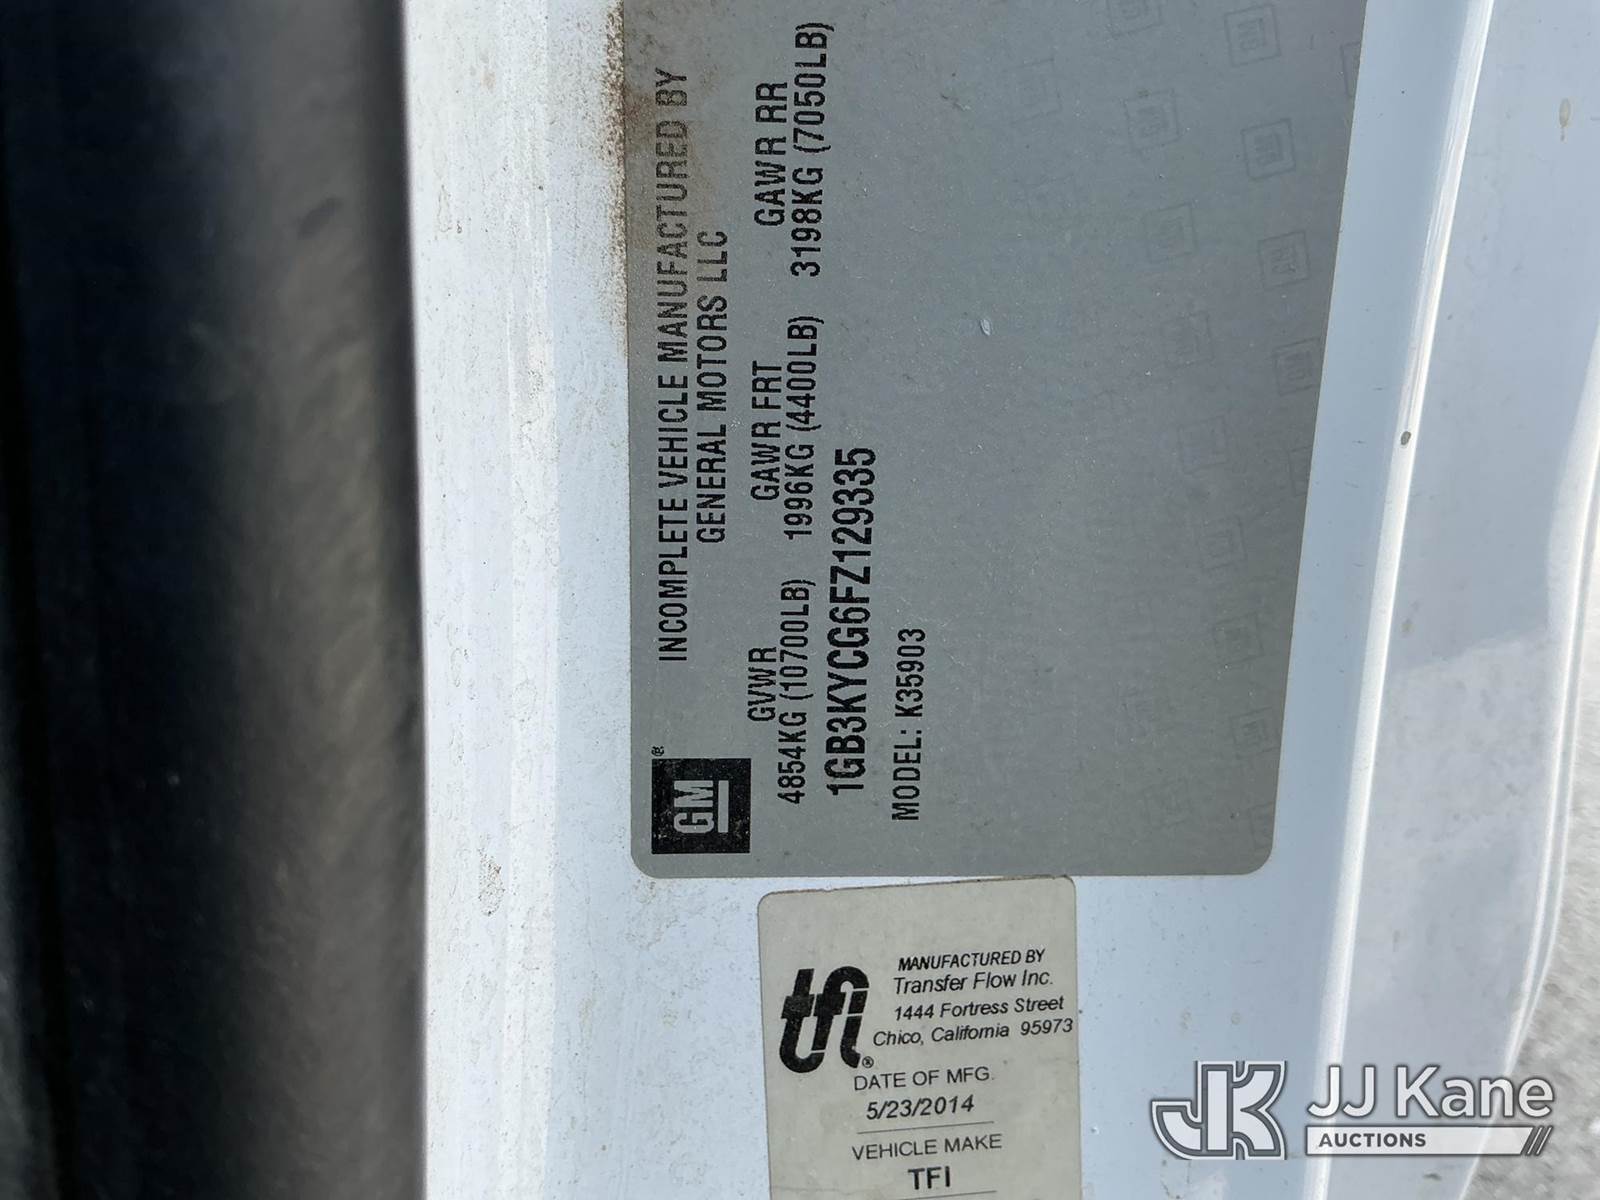 INCOMPLETE VEHICLE MANUFACTURED BY
GENERAL MOTORS LLC
GM®
GVWR GAWR FRT GAWR RR
4854KG (10700LB) 1996KG (4400LB) 3198KG (7050LB)
1GB3KYCG6FZ129335
MODEL: K35903
tfi®
MANUFACTURED BY
Transfer Flow Inc.
1444 Fortress Street
Chico, California 95973
DATE OF MFG.
5/23/2014
VEHICLE MAKE
TFI
JK JJ Kane
AUCTIONS